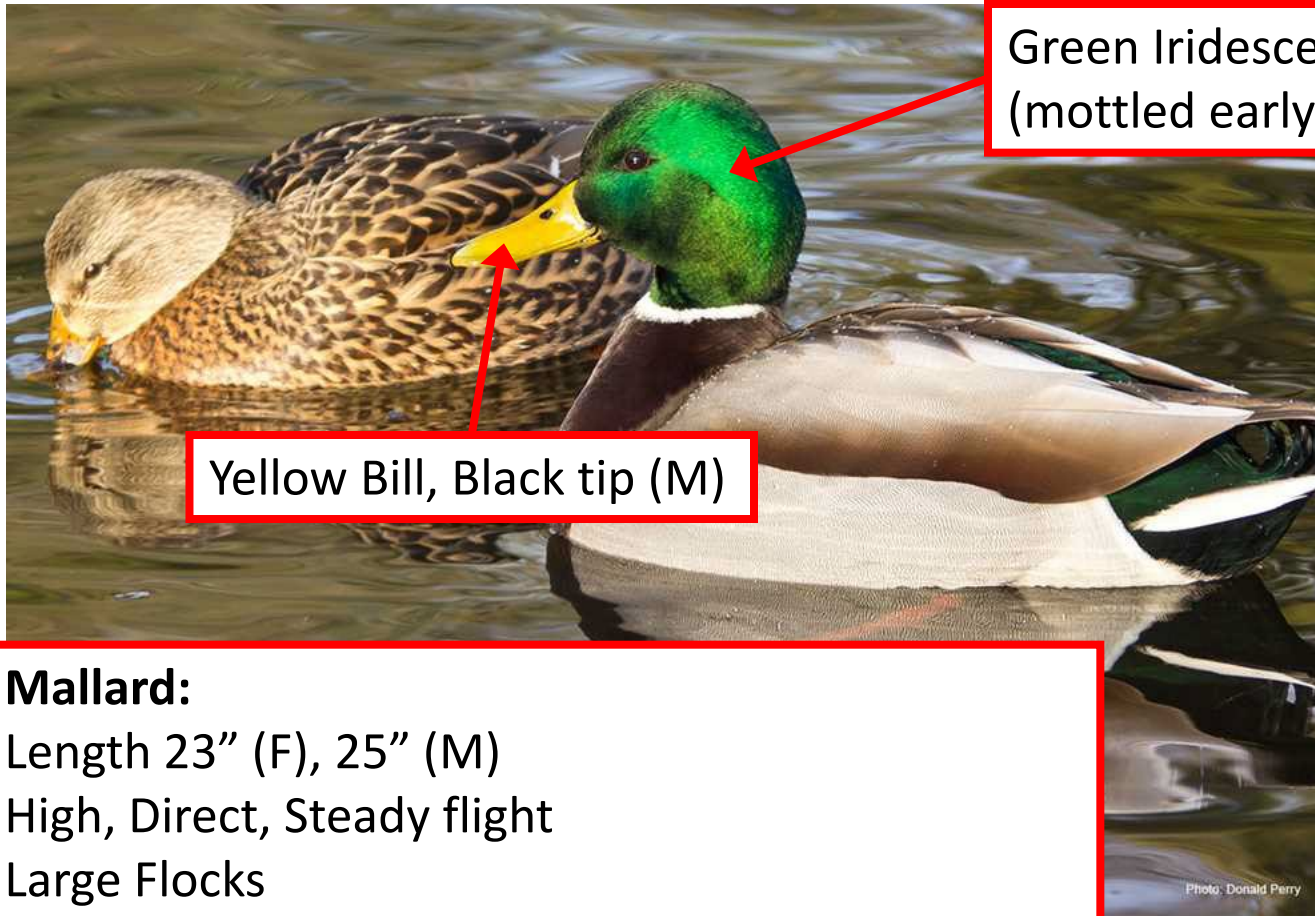 Green Iridesce
(mottled early
Yellow Bill, Black tip (M)
Mallard:
Length 23” (F), 25” (M)
High, Direct, Steady flight
Large Flocks
Photo: Donald Perry